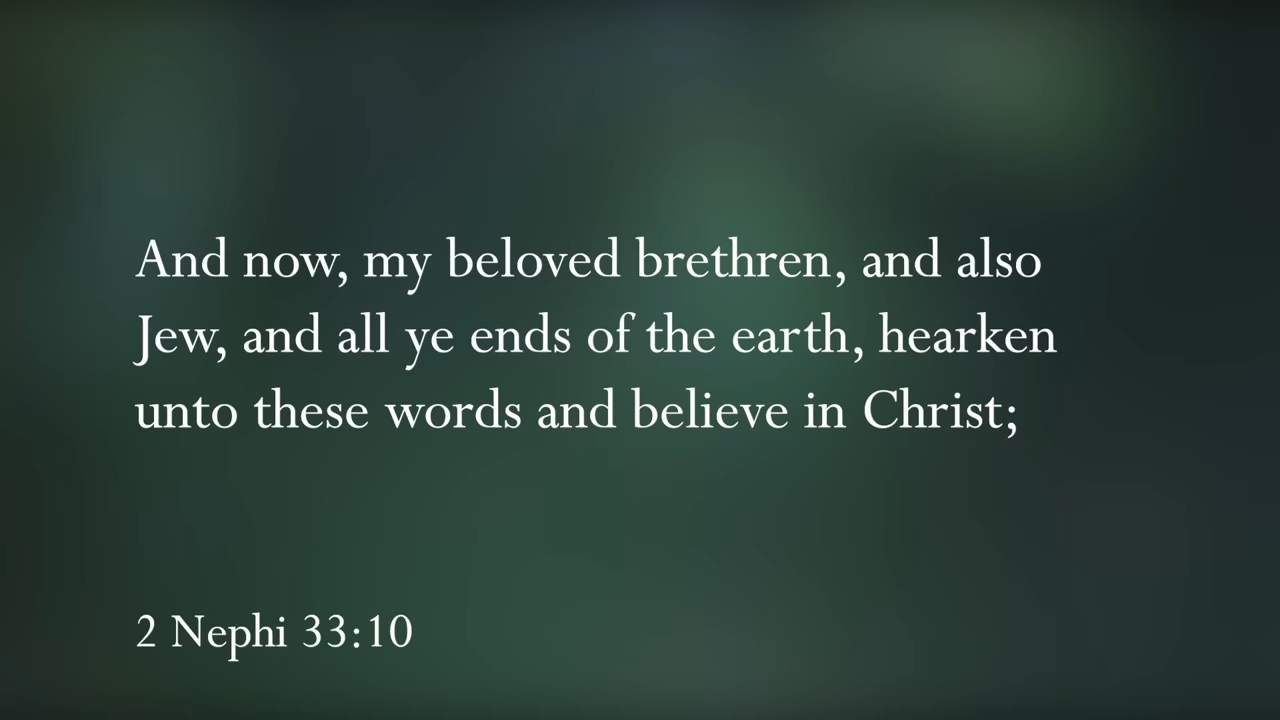 And now, my beloved brethren, and also
Jew, and all ye ends of the earth, hearken
unto these words and believe in Christ;
2 Nephi 33:10